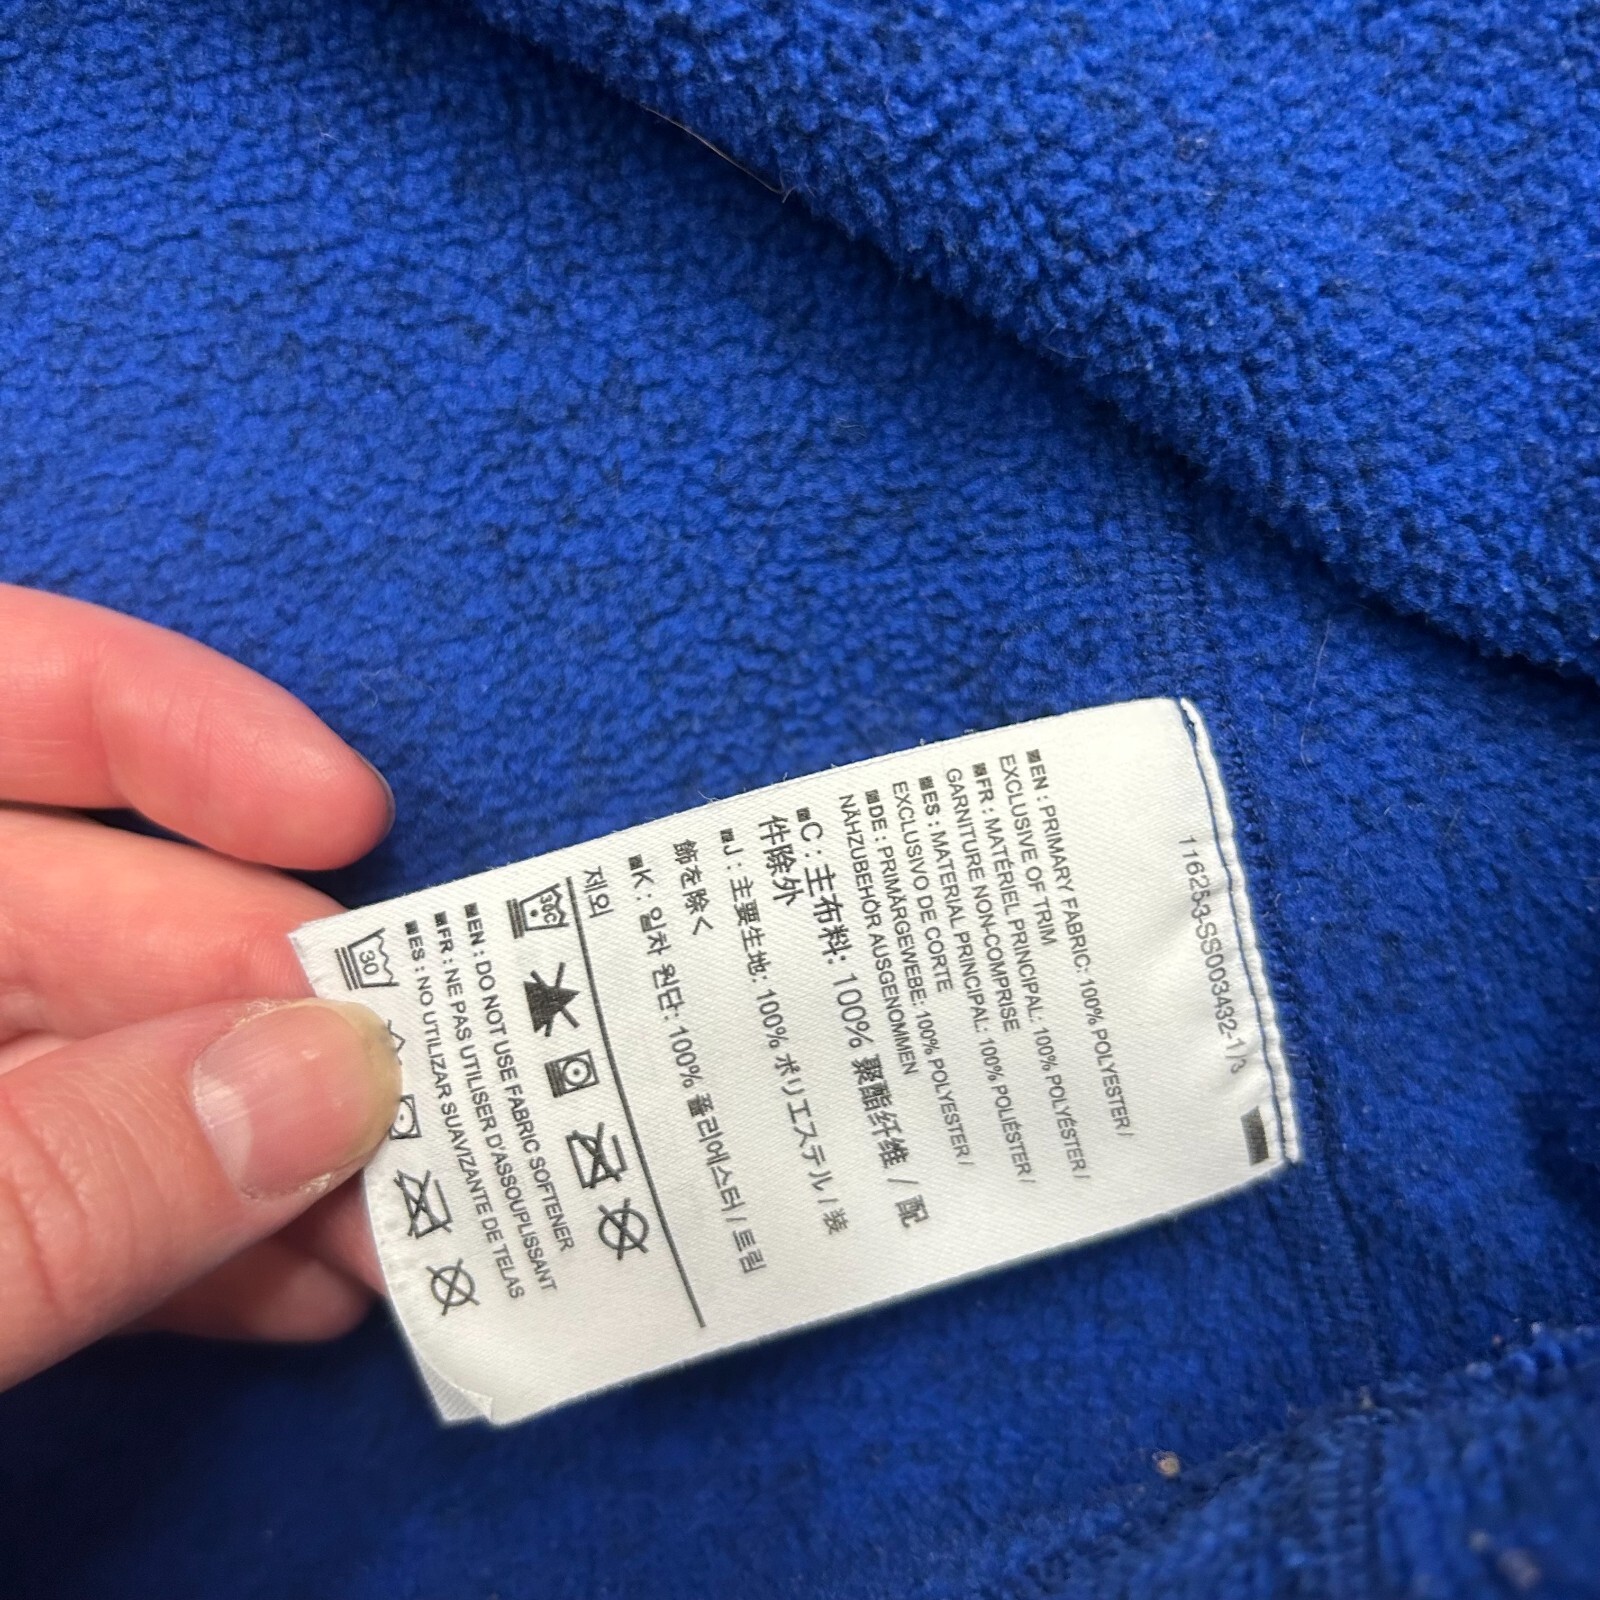 116253-SS003432-1/3
EN : PRIMARY FABRIC: 100% POLYESTER /
EXCLUSIVE OF TRIM
FR : MATÉRIEL PRINCIPAL: 100% POLYÉSTER /
GARNITURE NON-COMPRISE
ES : MATERIAL PRINCIPAL: 100% POLIÉSTER /
EXCLUSIVO DE CORTE
DE : PRIMÄRGEWEBE: 100% POLYESTER /
NÄHZUBEHÖR AUSGENOMMEN
C : 主布料: 100% 聚酯纤维 / 配
件除外
J : 主要生地: 100% ポリエステル / 装
飾を除く
K : 일차 원단: 100% 폴리에스터 / 트림
제외
30C
EN : DO NOT USE FABRIC SOFTENER
FR : NE PAS UTILISER D'ASSOUPLISSANT
ES : NO UTILIZAR SUAVIZANTE DE TELAS
30